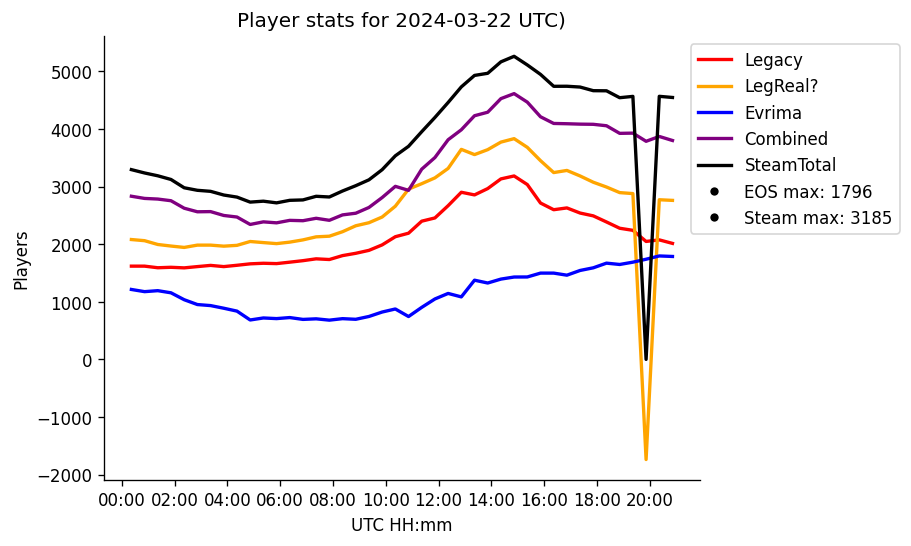 Player stats for 2024-03-22 UTC)
Legacy
LegReal?
Evrima
Combined
SteamTotal
EOS max: 1796
Steam max: 3185
Players
5000
4000
3000
2000
1000
0
−1000
−2000
00:00 02:00 04:00 06:00 08:00 10:00 12:00 14:00 16:00 18:00 20:00
UTC HH:mm